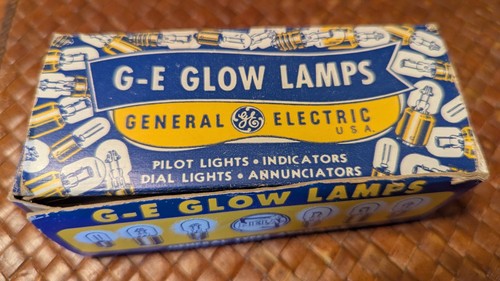 G-E GLOW LAMPS
GENERAL ELECTRIC
U.S.A.
PILOT LIGHTS • INDICATORS
DIAL LIGHTS • ANNUNCIATORS
G-E GLOW LAMPS